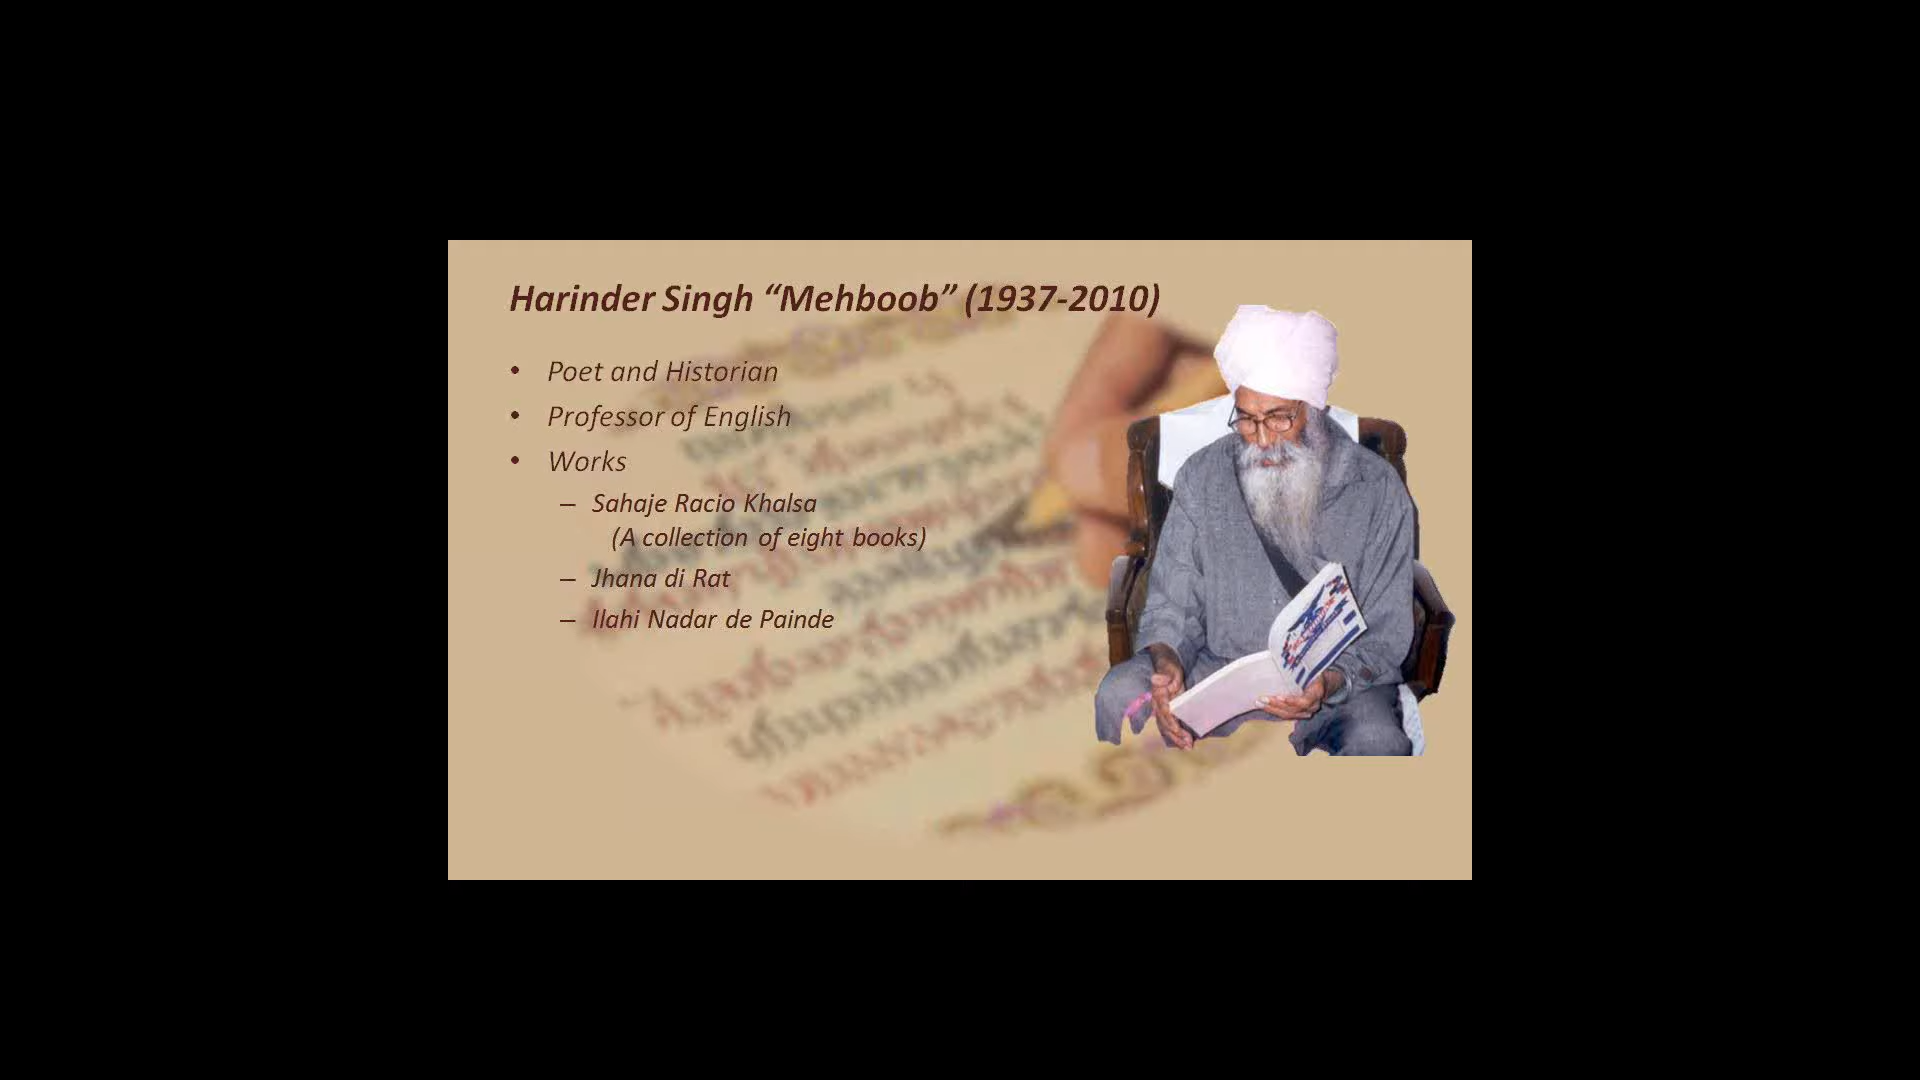 Harinder Singh “Mehboob” (1937-2010)
• Poet and Historian
• Professor of English
• Works
– Sahaje Racio Khalsa
(A collection of eight books)
– Jhana di Rat
– Ilahi Nadar de Painde